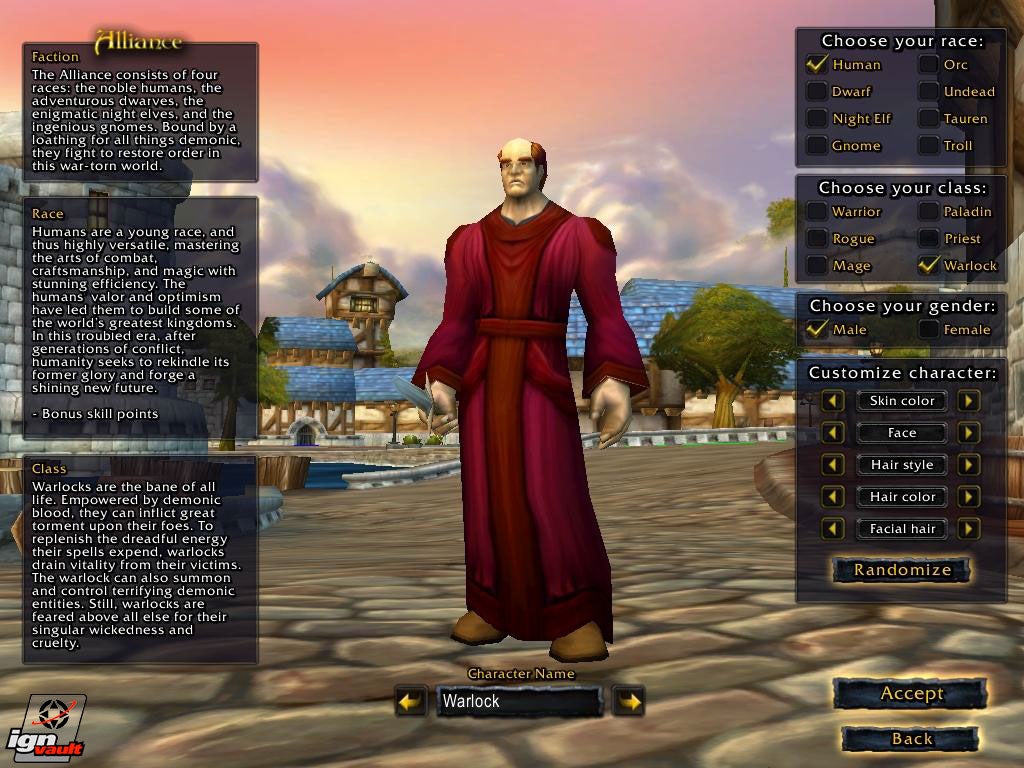 Alliance
Faction
The Alliance consists of four
races: the noble humans, the
adventurous dwarves, the
enigmatic night elves, and the
ingenious gnomes. Bound by a
loathing for all things demonic,
they fight to restore order in
this war-torn world.
Race
Humans are a young race, and
thus highly versatile, mastering
the arts of combat,
craftsmanship, and magic with
stunning efficiency. The
humans' valor and optimism
have led them to build some of
the world's greatest kingdoms.
In this troubled era, after
generations of conflict,
humanity seeks to rekindle its
former glory and forge a
shining new future.
- Bonus skill points
Class
Warlocks are the bane of all
life. Empowered by demonic
blood, they can inflict great
torment upon their foes. To
replenish the dreadful energy
their spells expend, warlocks
drain vitality from their victims.
The warlock can also summon
and control terrifying demonic
entities. Still, warlocks are
feared above all else for their
singular wickedness and
cruelty.
ign
vault
Character Name
Warlock
Choose your race:
Human Orc
Dwarf Undead
Night Elf Tauren
Gnome Troll
Choose your class:
Warrior Paladin
Rogue Priest
Mage Warlock
Choose your gender:
Male Female
Customize character:
Skin color
Face
Hair style
Hair color
Facial hair
Randomize
Accept
Back